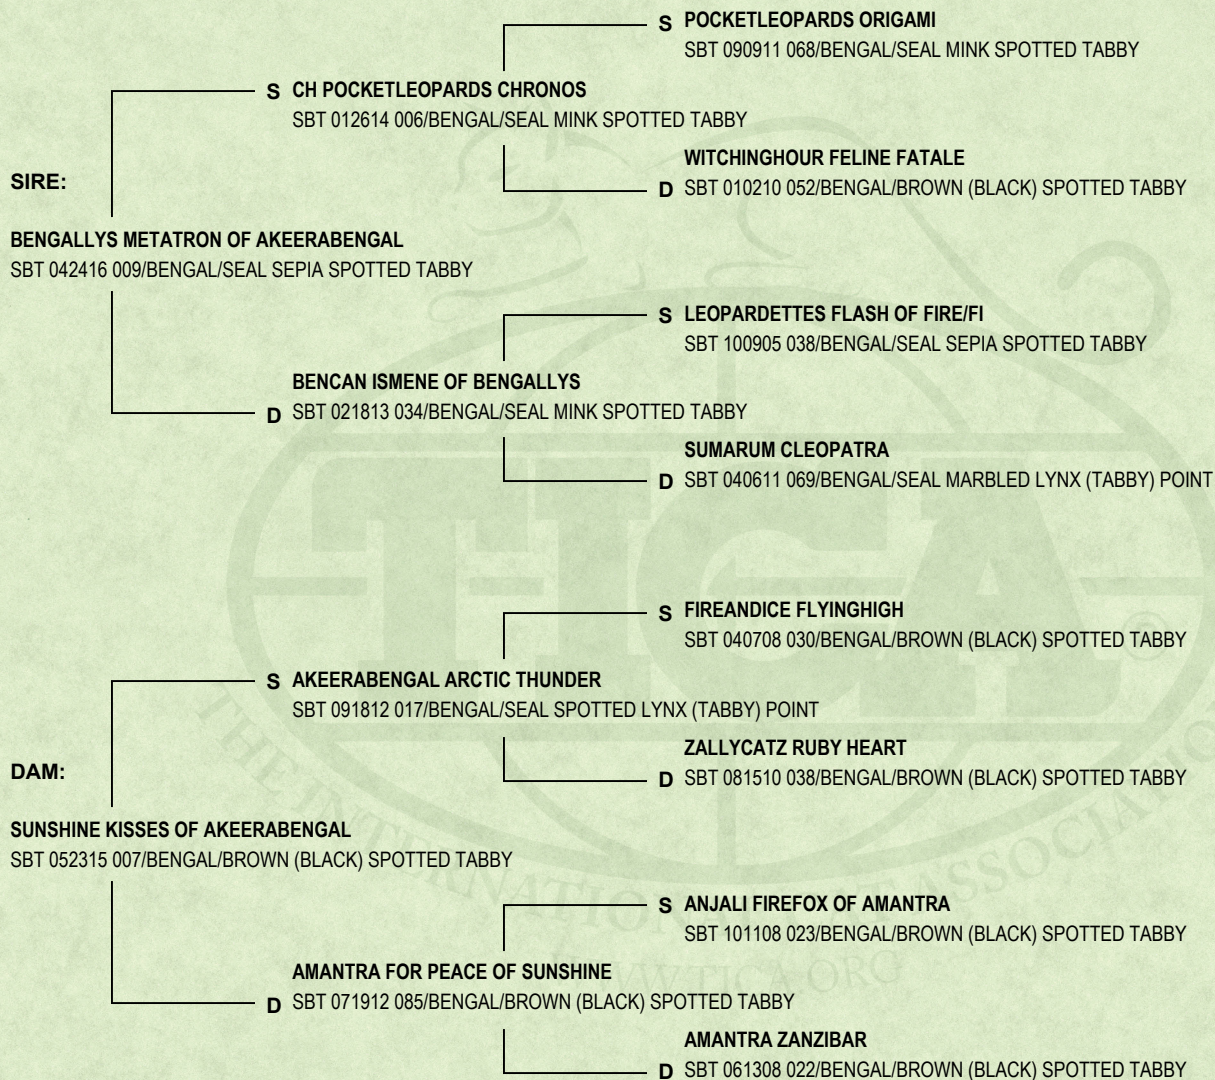 S POCKETLEOPARDS ORIGAMI
SBT 090911 068/BENGAL/SEAL MINK SPOTTED TABBY
S CH POCKETLEOPARDS CHRONOS
SBT 012614 006/BENGAL/SEAL MINK SPOTTED TABBY
WITCHINGHOUR FELINE FATALE
D SBT 010210 052/BENGAL/BROWN (BLACK) SPOTTED TABBY
SIRE:
BENGALLYS METATRON OF AKEERABENGAL
SBT 042416 009/BENGAL/SEAL SEPIA SPOTTED TABBY
S LEOPARDETTES FLASH OF FIRE/FI
SBT 100905 038/BENGAL/SEAL SEPIA SPOTTED TABBY
BENCAN ISMENE OF BENGALLYS
D SBT 021813 034/BENGAL/SEAL MINK SPOTTED TABBY
SUMARUM CLEOPATRA
D SBT 040611 069/BENGAL/SEAL MARBLED LYNX (TABBY) POINT
S FIREANDICE FLYINGHIGH
SBT 040708 030/BENGAL/BROWN (BLACK) SPOTTED TABBY
S AKEERABENGAL ARCTIC THUNDER
SBT 091812 017/BENGAL/SEAL SPOTTED LYNX (TABBY) POINT
ZALLYCATZ RUBY HEART
D SBT 081510 038/BENGAL/BROWN (BLACK) SPOTTED TABBY
DAM:
SUNSHINE KISSES OF AKEERABENGAL
SBT 052315 007/BENGAL/BROWN (BLACK) SPOTTED TABBY
S ANJALI FIREFOX OF AMANTRA
SBT 101108 023/BENGAL/BROWN (BLACK) SPOTTED TABBY
AMANTRA FOR PEACE OF SUNSHINE
D SBT 071912 085/BENGAL/BROWN (BLACK) SPOTTED TABBY
AMANTRA ZANZIBAR
D SBT 061308 022/BENGAL/BROWN (BLACK) SPOTTED TABBY
TICA ®
THE INTERNATIONAL CAT ASSOCIATIO
WWW.TICA.ORG